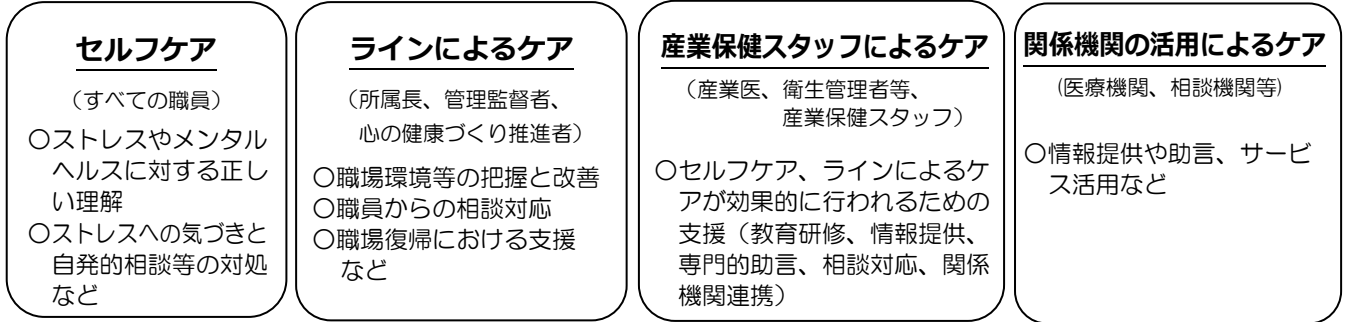 セルフケア
（すべての職員）
〇ストレスやメンタル
ヘルスに対する正し
い理解
〇ストレスへの気づきと
自発的相談等の対処
など
ラインによるケア
（所属長、管理監督者、
心の健康づくり推進者）
〇職場環境等の把握と改善
〇職員からの相談対応
〇職場復帰における支援
など
産業保健スタッフによるケア
（産業医、衛生管理者等、
産業保健スタッフ）
〇セルフケア、ラインによるケ
アが効果的に行われるための
支援（教育研修、情報提供、
専門的助言、相談対応、関係
機関連携）
関係機関の活用によるケア
(医療機関、相談機関等)
〇情報提供や助言、サービ
ス活用など